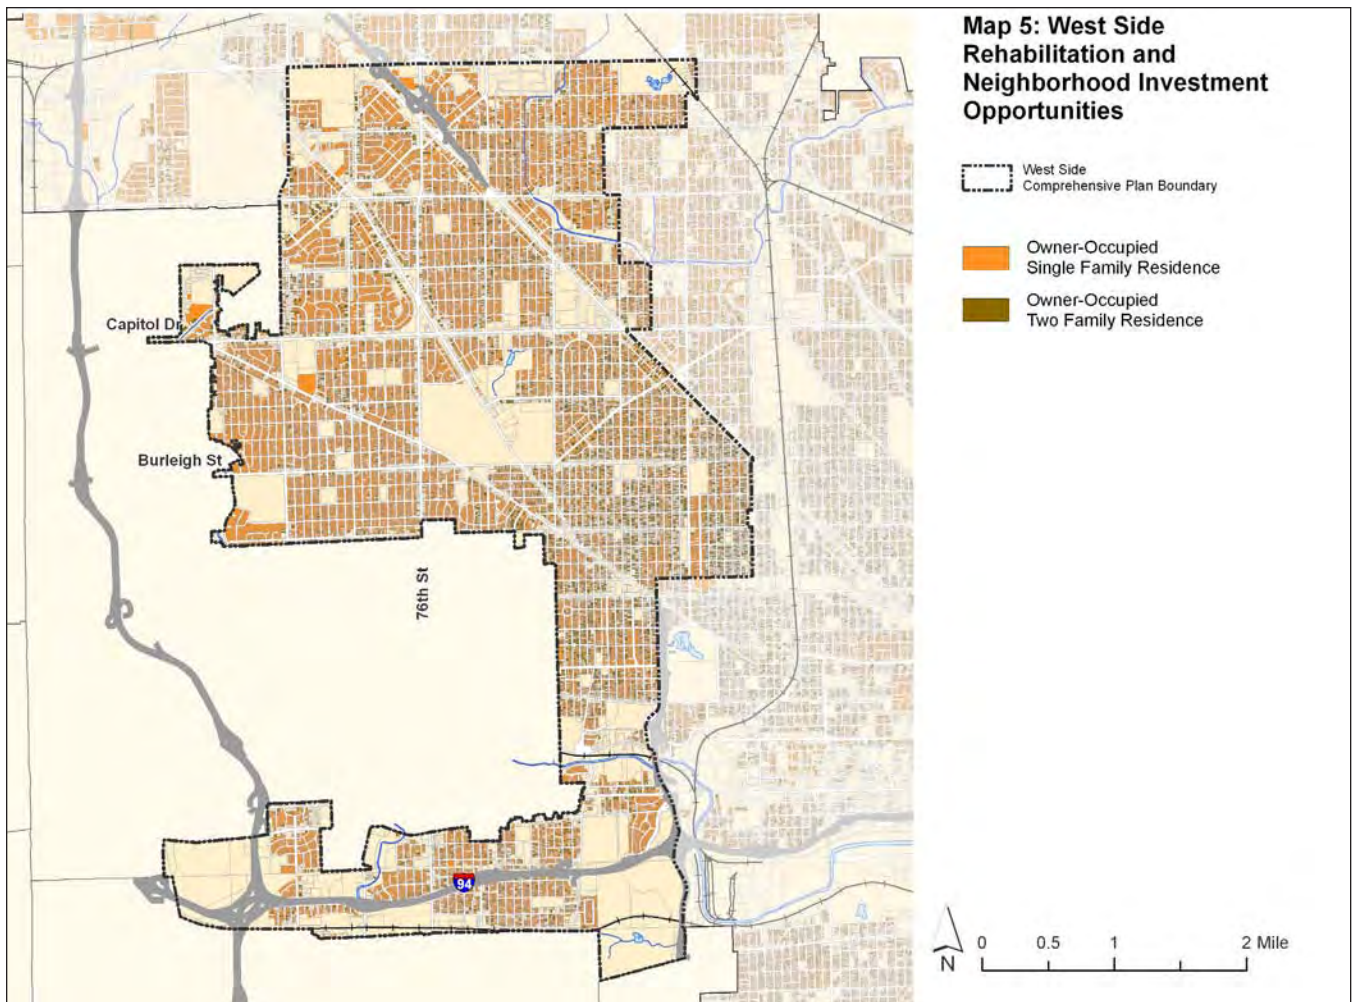 Map 5: West Side
Rehabilitation and
Neighborhood Investment
Opportunities
West Side
Comprehensive Plan Boundary
Owner-Occupied
Single Family Residence
Owner-Occupied
Two Family Residence
Capitol Dr
Burleigh St
76th St
94
N
0 0.5 1 2 Mile